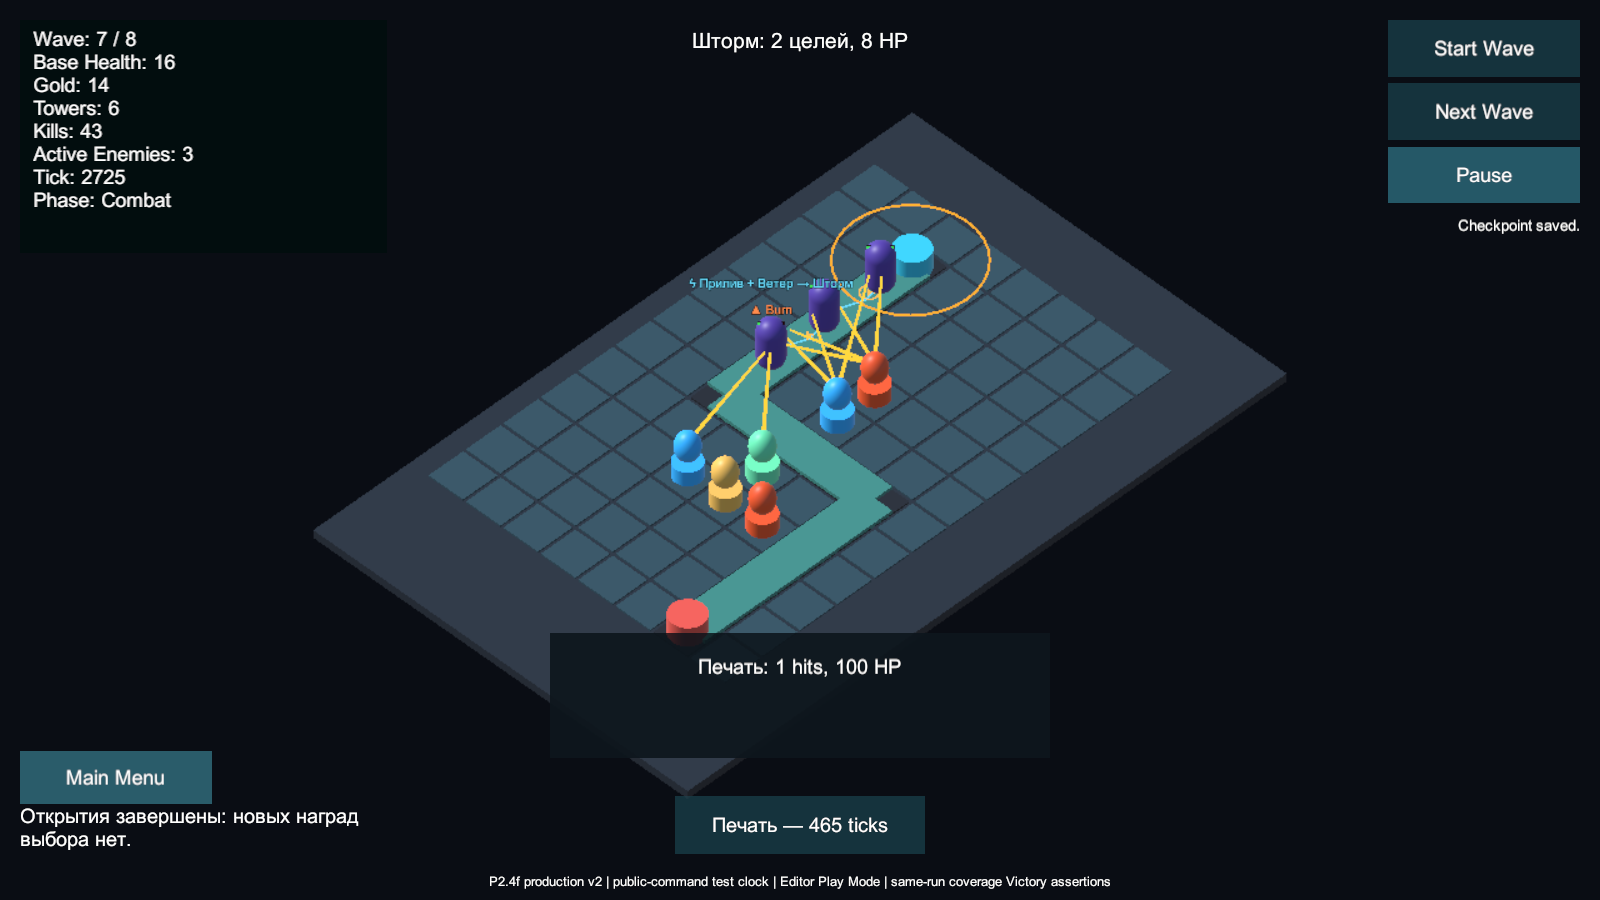 Wave: 7 / 8
Base Health: 16
Gold: 14
Towers: 6
Kills: 43
Active Enemies: 3
Tick: 2725
Phase: Combat
Шторм: 2 целей, 8 HP
Start Wave
Next Wave
Pause
Checkpoint saved.
ϟ Прилив + Ветер → Шторм
▲ Burn
Печать: 1 hits, 100 HP
Main Menu
Открытия завершены: новых наград
выбора нет.
Печать — 465 ticks
P2.4f production v2 | public-command test clock | Editor Play Mode | same-run coverage Victory assertions